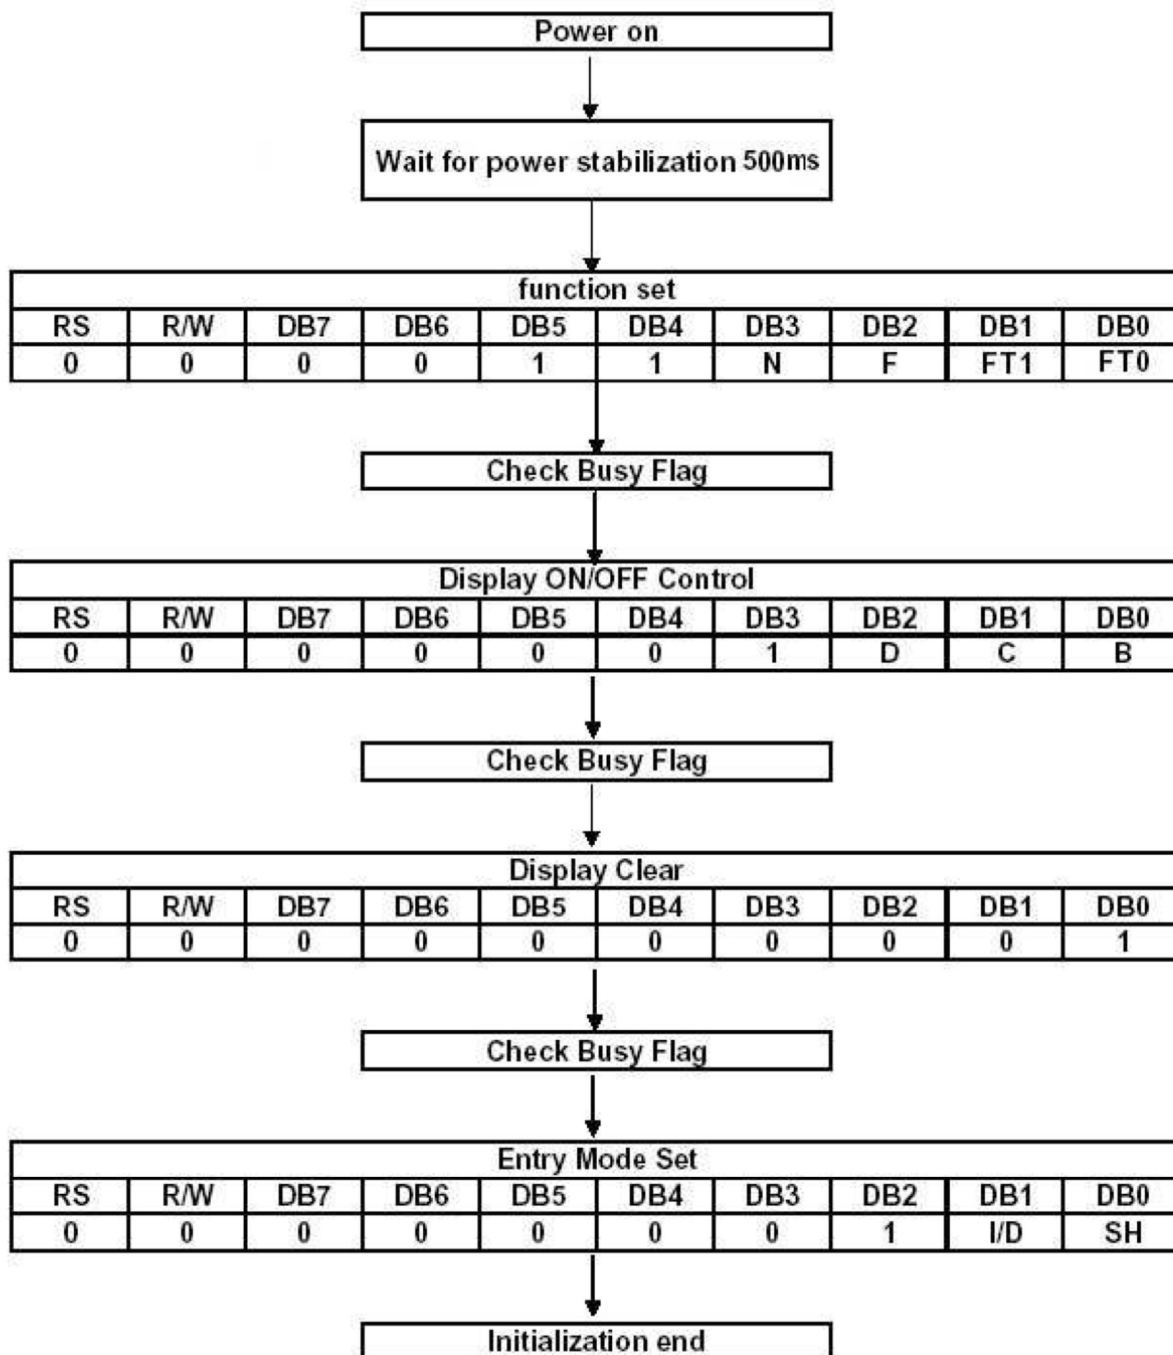 Power on
Wait for power stabilization 500ms
function set
RS R/W DB7 DB6 DB5 DB4 DB3 DB2 DB1 DB0
0 0 0 0 1 1 N F FT1 FT0
Check Busy Flag
Display ON/OFF Control
RS R/W DB7 DB6 DB5 DB4 DB3 DB2 DB1 DB0
0 0 0 0 0 0 1 D C B
Check Busy Flag
Display Clear
RS R/W DB7 DB6 DB5 DB4 DB3 DB2 DB1 DB0
0 0 0 0 0 0 0 0 0 1
Check Busy Flag
Entry Mode Set
RS R/W DB7 DB6 DB5 DB4 DB3 DB2 DB1 DB0
0 0 0 0 0 0 0 1 I/D SH
Initialization end